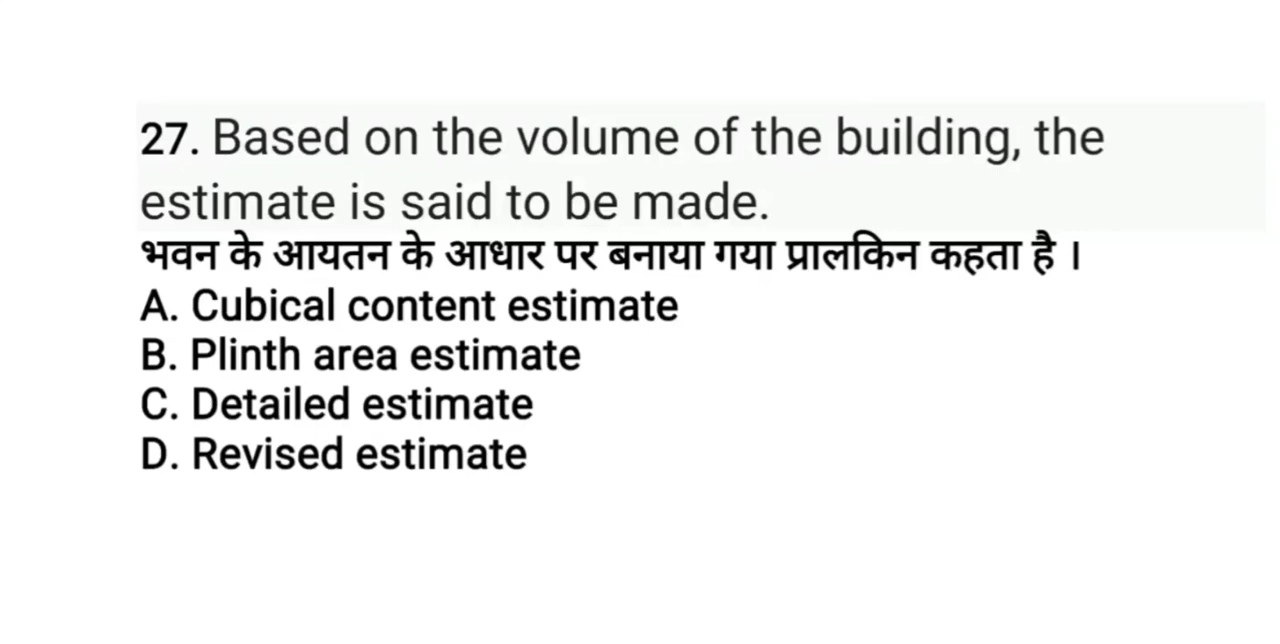 27. Based on the volume of the building, the
estimate is said to be made.
भवन के आयतन के आधार पर बनाया गया प्रालकिन कहता है ।
A. Cubical content estimate
B. Plinth area estimate
C. Detailed estimate
D. Revised estimate